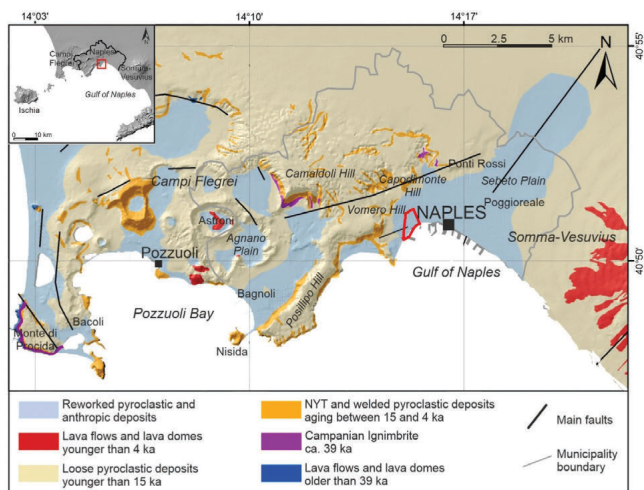 14°03'
14°10'
14°17'
40°55'
40°50'
N
Naples
Campi
Flegrei
Somma-
Vesuvius
Ischia
Gulf of Naples
0 10 km
0 2.5 5 km
N
Ponti Rossi
Camaldoli Hill
Capodimonte
Hill
Sebeto Plain
Campi Flegrei
Poggioreale
Vomero Hill
NAPLES
Astroni
Agnano
Plain
Somma-Vesuvius
Pozzuoli
Gulf of Naples
Bagnoli
Posillipo Hill
Bacoli
Pozzuoli Bay
Monte di
Procida
Nisida
Reworked pyroclastic and
anthropic deposits
Lava flows and lava domes
younger than 4 ka
Loose pyroclastic deposits
younger than 15 ka
NYT and welded pyroclastic deposits
aging between 15 and 4 ka
Campanian Ignimbrite
ca. 39 ka
Lava flows and lava domes
older than 39 ka
Main faults
Municipality
boundary